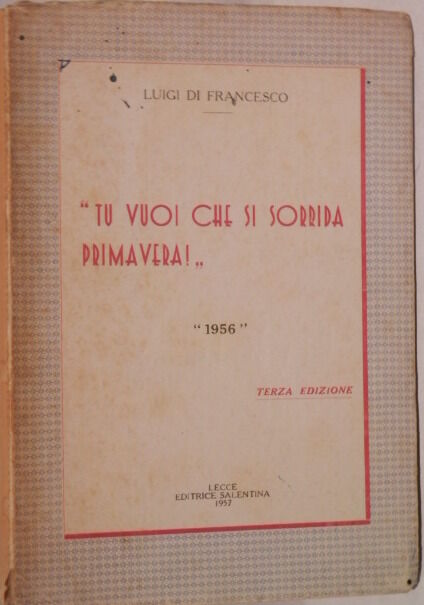 LUIGI DI FRANCESCO
“ TU VUOI CHE SI SORRIDA
PRIMAVERA! „
“ 1956 ”
TERZA EDIZIONE
LECCE
EDITRICE SALENTINA
1957